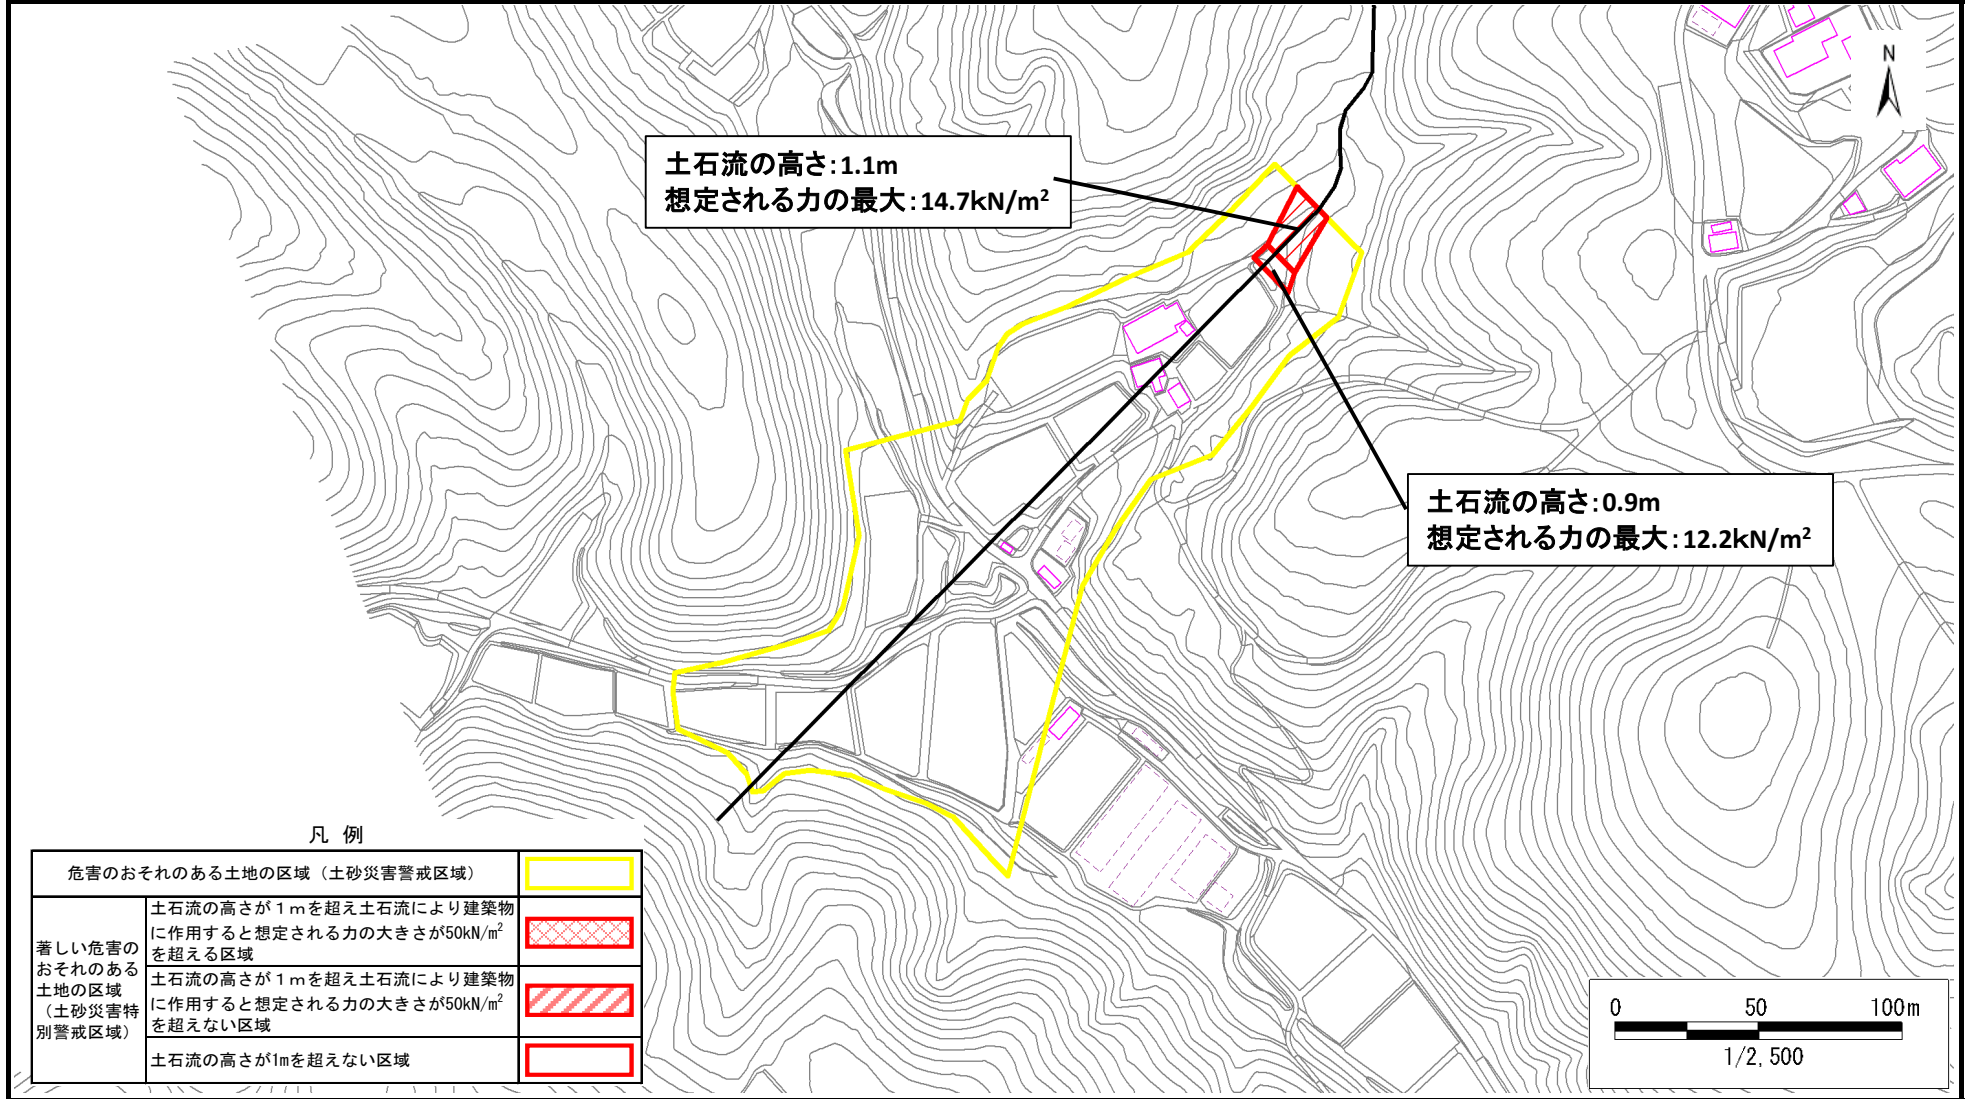 N
土石流の高さ:1.1m
想定される力の最大:14.7kN/m²
土石流の高さ:0.9m
想定される力の最大:12.2kN/m²
凡 例
危害のおそれのある土地の区域（土砂災害警戒区域）
著しい危害の
おそれのある
土地の区域
（土砂災害特
別警戒区域）
土石流の高さが１ｍを超え土石流により建築物
に作用すると想定される力の大きさが50kN/m²
を超える区域
土石流の高さが１ｍを超え土石流により建築物
に作用すると想定される力の大きさが50kN/m²
を超えない区域
土石流の高さが1mを超えない区域
0 50 100m
1/2,500